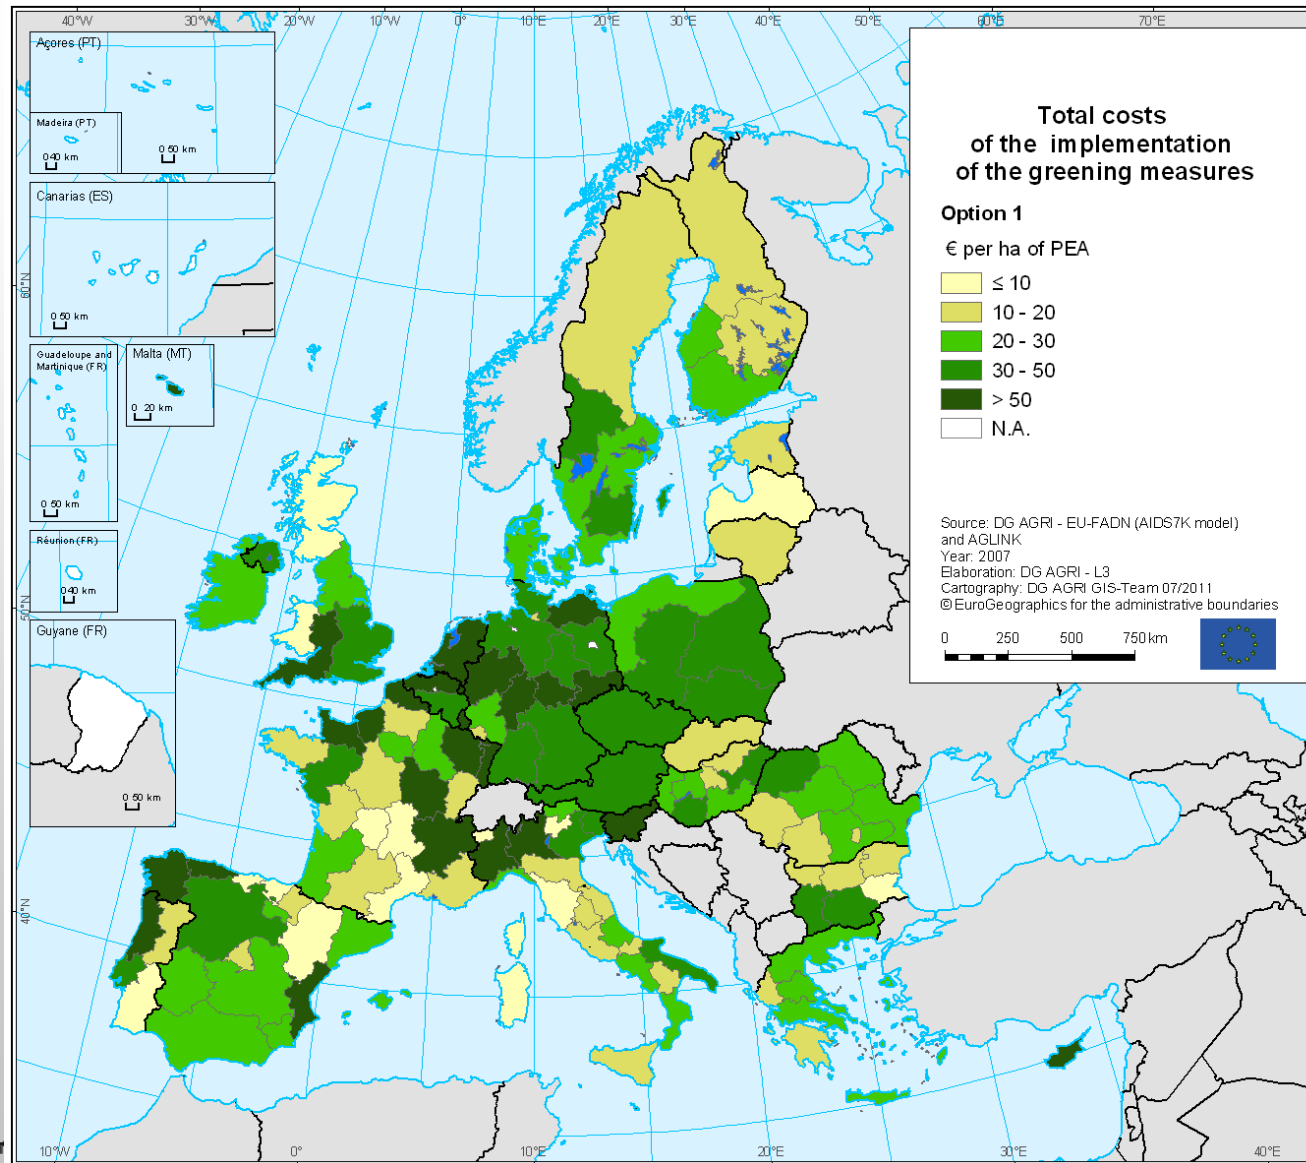 40°W
30°W
20°W
10°W
0°
10°E
20°E
30°E
40°E
50°E
60°E
70°E
Açores (PT)
Madeira (PT)
0 40 km
0 50 km
Canarias (ES)
0 50 km
Guadeloupe and
Martinique (FR)
0 50 km
Malta (MT)
0 20 km
Réunion (FR)
0 40 km
Guyane (FR)
0 50 km
60°N
50°N
40°N
Total costs
of the implementation
of the greening measures
Option 1
€ per ha of PEA
≤ 10
10 - 20
20 - 30
30 - 50
> 50
N.A.
Source: DG AGRI - EU-FADN (AIDS7K model)
and AGLINK
Year: 2007
Elaboration: DG AGRI - L3
Cartography: DG AGRI GIS-Team 07/2011
© EuroGeographics for the administrative boundaries
0 250 500 750 km
10°W
0°
10°E
20°E
30°E
40°E